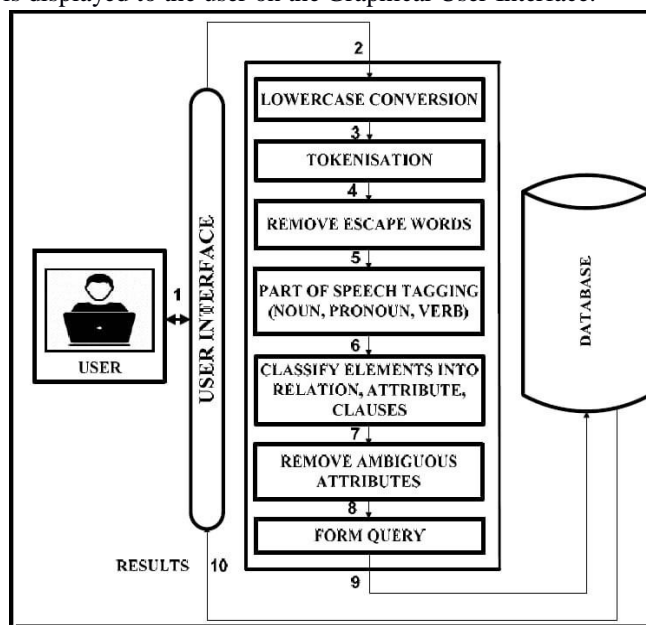 is displayed to the user on the Graphical User Interface.
2
LOWERCASE CONVERSION
3
TOKENISATION
4
REMOVE ESCAPE WORDS
5
PART OF SPEECH TAGGING
(NOUN, PRONOUN, VERB)
6
CLASSIFY ELEMENTS INTO
RELATION, ATTRIBUTE,
CLAUSES
7
REMOVE AMBIGUOUS
ATTRIBUTES
8
FORM QUERY
9
1
USER
USER INTERFACE
DATABASE
RESULTS
10